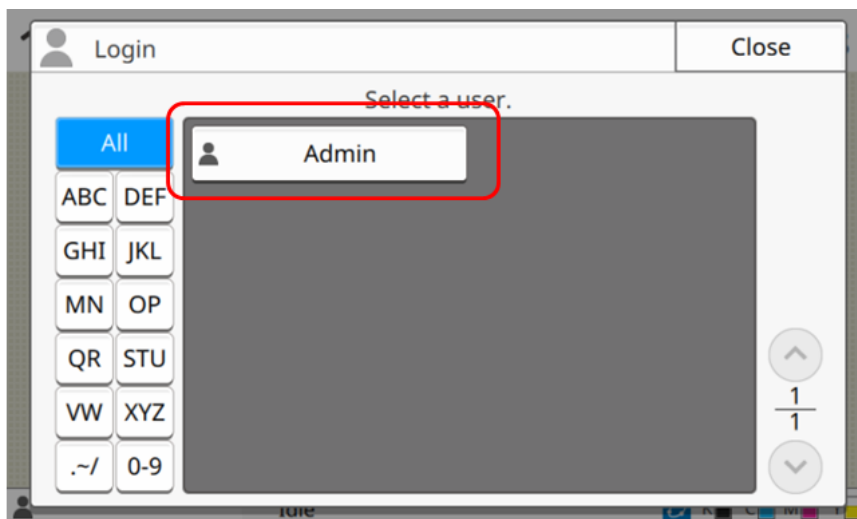 Login
Close
Select a user.
All
Admin
ABC DEF
GHI JKL
MN OP
QR STU
VW XYZ
.~/ 0-9
1
1
Idle
K C M Y